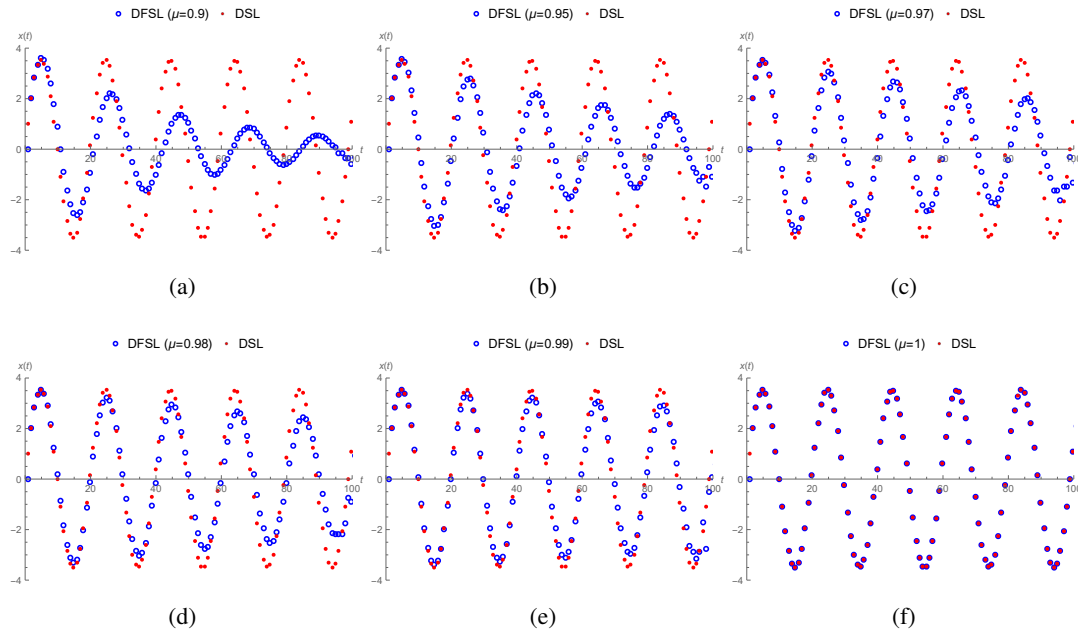 DFSL (μ=0.9) DSL
x(t)
4
2
0
-2
-4
20 40 60 80 100
t
(a)
DFSL (μ=0.95) DSL
x(t)
4
2
0
-2
-4
20 40 60 80 100
t
(b)
DFSL (μ=0.97) DSL
x(t)
4
2
0
-2
-4
20 40 60 80 100
t
(c)
DFSL (μ=0.98) DSL
x(t)
4
2
0
-2
-4
20 40 60 80 100
t
(d)
DFSL (μ=0.99) DSL
x(t)
4
2
0
-2
-4
20 40 60 80 100
t
(e)
DFSL (μ=1) DSL
x(t)
4
2
0
-2
-4
20 40 60 80 100
t
(f)